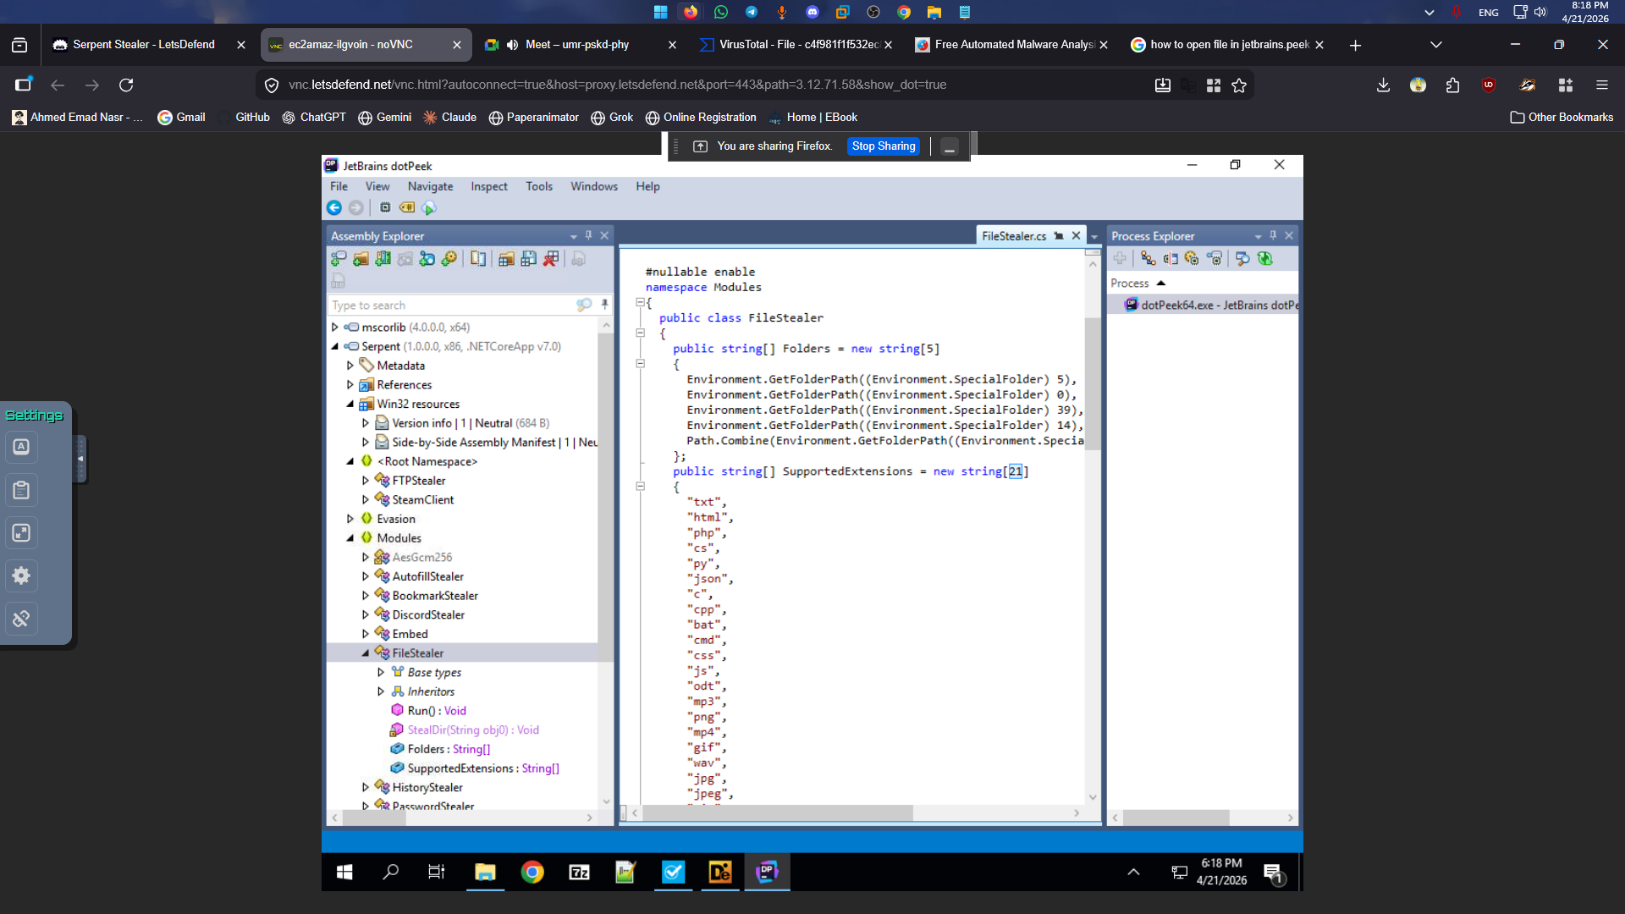 8:18 PM
ENG
4/21/2026
Serpent Stealer - LetsDefend
ec2amaz-ilgvoin - noVNC
Meet – umr-pskd-phy
VirusTotal - File - c4f981f1f532ec
Free Automated Malware Analysi
how to open file in jetbrains.peek
vnc.letsdefend.net/vnc.html?autoconnect=true&host=proxy.letsdefend.net&port=443&path=3.12.71.58&show_dot=true
Ahmed Emad Nasr - ...
Gmail
GitHub
ChatGPT
Gemini
Claude
Paperanimator
Grok
Online Registration
Home | EBook
Other Bookmarks
You are sharing Firefox.
Stop Sharing
JetBrains dotPeek
File
View
Navigate
Inspect
Tools
Windows
Help
Assembly Explorer
Type to search
mscorlib (4.0.0.0, x64)
Serpent (1.0.0.0, x86, .NETCoreApp v7.0)
Metadata
References
Win32 resources
Version info | 1 | Neutral (684 B)
Side-by-Side Assembly Manifest | 1 | Neu
<Root Namespace>
FTPStealer
SteamClient
Evasion
Modules
AesGcm256
AutofillStealer
BookmarkStealer
DiscordStealer
Embed
FileStealer
Base types
Inheritors
Run() : Void
StealDir(String obj0) : Void
Folders : String[]
SupportedExtensions : String[]
HistoryStealer
PasswordStealer
FileStealer.cs
#nullable enable
namespace Modules
{
public class FileStealer
{
public string[] Folders = new string[5]
{
Environment.GetFolderPath((Environment.SpecialFolder) 5),
Environment.GetFolderPath((Environment.SpecialFolder) 0),
Environment.GetFolderPath((Environment.SpecialFolder) 39),
Environment.GetFolderPath((Environment.SpecialFolder) 14),
Path.Combine(Environment.GetFolderPath((Environment.Specia
};
public string[] SupportedExtensions = new string[21]
{
"txt",
"html",
"php",
"cs",
"py",
"json",
"c",
"cpp",
"bat",
"cmd",
"css",
"js",
"odt",
"mp3",
"png",
"mp4",
"gif",
"wav",
"jpg",
"jpeg",
Process Explorer
Process
dotPeek64.exe - JetBrains dotPe
Settings
6:18 PM
4/21/2026
1